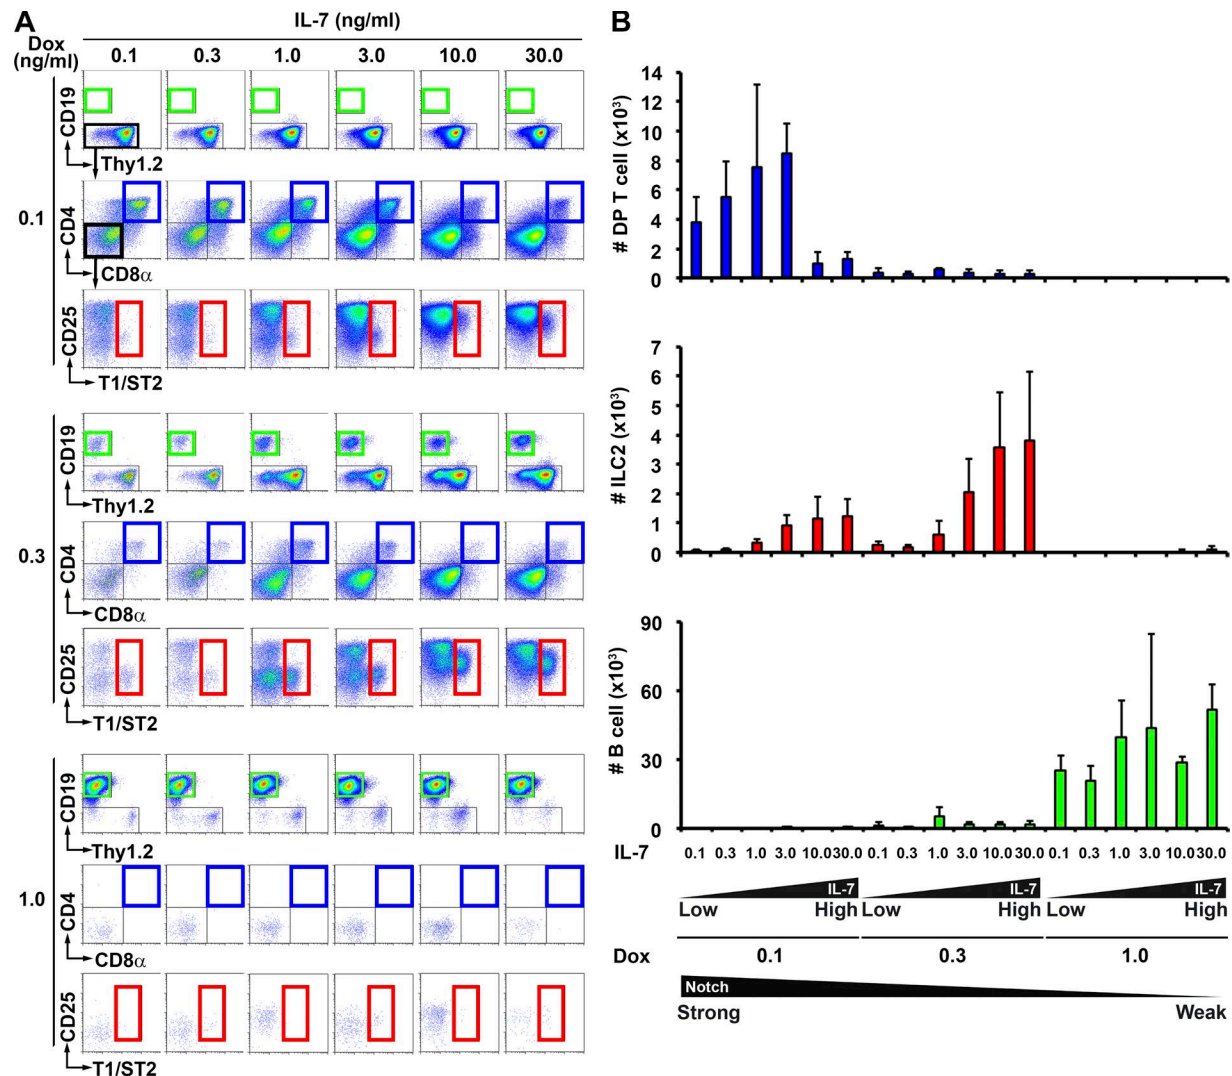 A
IL-7 (ng/ml)
Dox
(ng/ml)
0.1 0.3 1.0 3.0 10.0 30.0
0.1
CD19
Thy1.2
CD4
CD8α
CD25
T1/ST2
0.3
CD19
Thy1.2
CD4
CD8α
CD25
T1/ST2
1.0
CD19
Thy1.2
CD4
CD8α
CD25
T1/ST2
B
# DP T cell (x10³)
14
12
10
8
6
4
2
0
# ILC2 (x10³)
7
6
5
4
3
2
1
0
# B cell (x10³)
90
60
30
0
IL-7 0.1 0.3 1.0 3.0 10.0 30.0 0.1 0.3 1.0 3.0 10.0 30.0 0.1 0.3 1.0 3.0 10.0 30.0
IL-7 IL-7 IL-7
Low High Low High Low High
Dox 0.1 0.3 1.0
Notch
Strong Weak